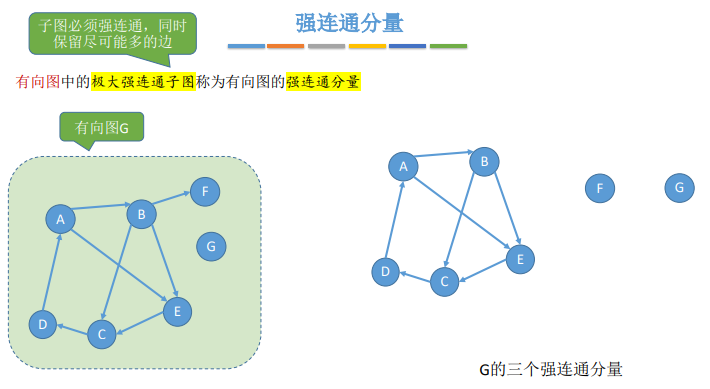 强连通分量
子图必须强连通，同时
保留尽可能多的边
有向图中的极大强连通子图称为有向图的强连通分量
有向图G
A
B
F
G
D
C
E
A
B
F
G
D
C
E
G的三个强连通分量